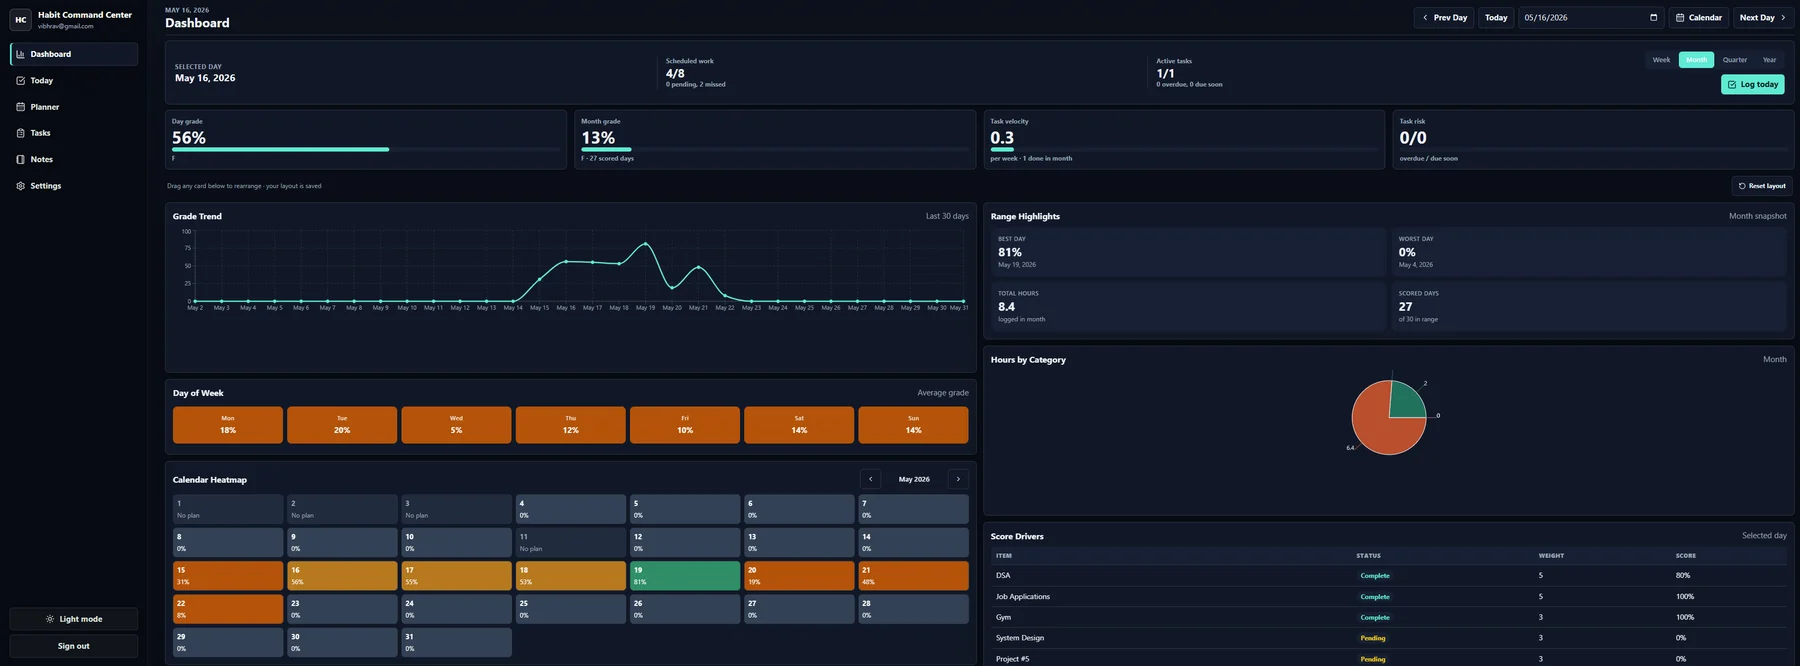 HC
Habit Command Center
vibhrav@gmail.com
Dashboard
Today
Planner
Tasks
Notes
Settings
Light mode
Sign out
MAY 16, 2026
Dashboard
Prev Day
Today
05/16/2026
Calendar
Next Day
SELECTED DAY
May 16, 2026
Scheduled work
4/8
0 pending, 2 missed
Active tasks
1/1
0 overdue, 0 due soon
Week Month Quarter Year
Log today
Day grade
56%
F
Month grade
13%
F · 27 scored days
Task velocity
0.3
per week · 1 done in month
Task risk
0/0
overdue / due soon
Drag any card below to rearrange · your layout is saved
Reset layout
Grade Trend
Last 30 days
100
75
50
25
0
May 2 May 3 May 4 May 5 May 6 May 7 May 8 May 9 May 10 May 11 May 12 May 13 May 14 May 15 May 16 May 17 May 18 May 19 May 20 May 21 May 22 May 23 May 24 May 25 May 26 May 27 May 28 May 29 May 30 May 31
Day of Week
Average grade
Mon Tue Wed Thu Fri Sat Sun
18% 20% 5% 12% 10% 14% 14%
Calendar Heatmap
May 2026
1 2 3 4 5 6 7
No plan No plan No plan 0% 0% 0% 0%
8 9 10 11 12 13 14
0% 0% 0% No plan 0% 0% 0%
15 16 17 18 19 20 21
31% 56% 55% 53% 81% 19% 48%
22 23 24 25 26 27 28
8% 0% 0% 0% 0% 0% 0%
29 30 31
0% 0% 0%
Range Highlights
Month snapshot
BEST DAY
81%
May 19, 2026
WORST DAY
0%
May 4, 2026
TOTAL HOURS
8.4
logged in month
SCORED DAYS
27
of 30 in range
Hours by Category
Month
2
0
6.4
Score Drivers
Selected day
ITEM STATUS WEIGHT SCORE
DSA Complete 5 80%
Job Applications Complete 5 100%
Gym Complete 3 100%
System Design Pending 3 0%
Project #5 Pending 3 0%